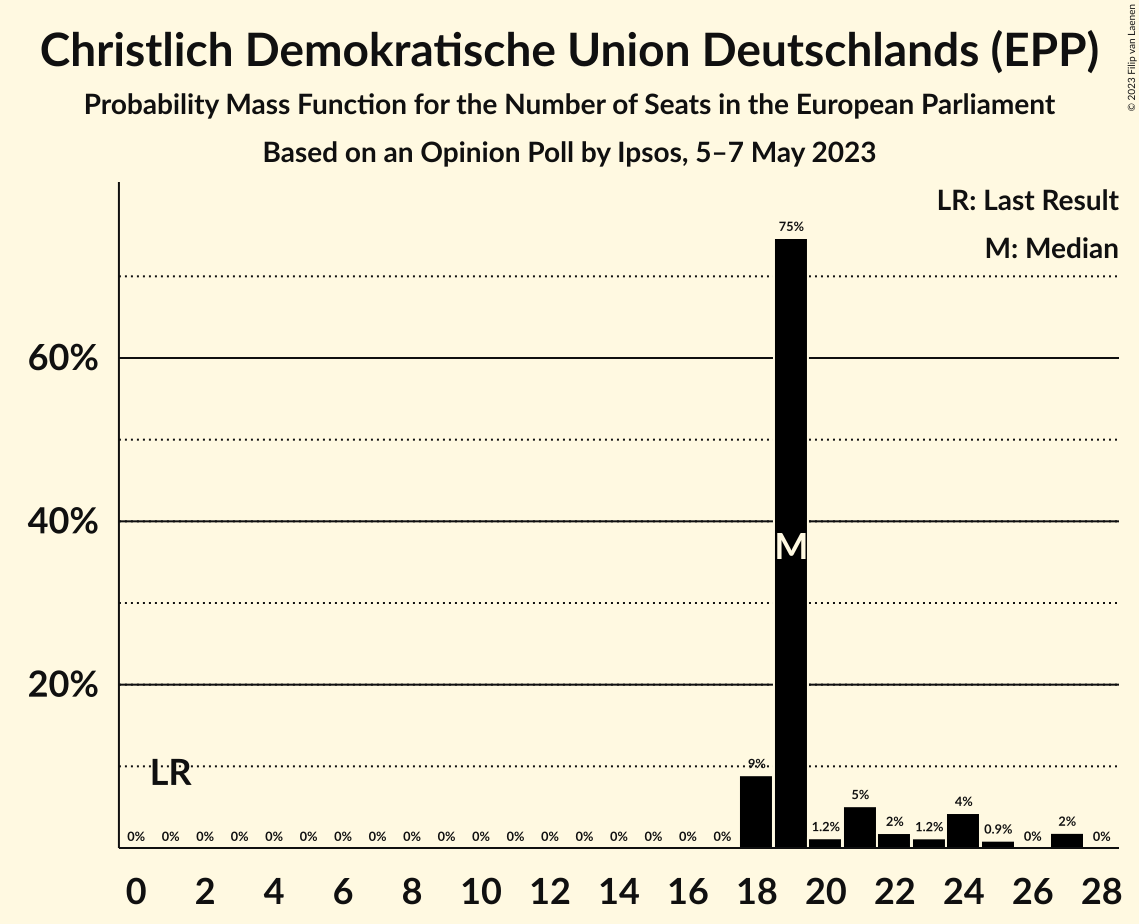 Christlich Demokratische Union Deutschlands (EPP)
Probability Mass Function for the Number of Seats in the European Parliament
Based on an Opinion Poll by Ipsos, 5–7 May 2023
© 2023 Filip van Laenen
LR: Last Result
M: Median
75%
60%
40%
M
20%
LR
0% 0% 0% 0% 0% 0% 0% 0% 0% 0% 0% 0% 0% 0% 0% 0% 0% 0% 9% 1.2% 5% 2% 1.2% 4% 0.9% 0% 2% 0%
0 2 4 6 8 10 12 14 16 18 20 22 24 26 28